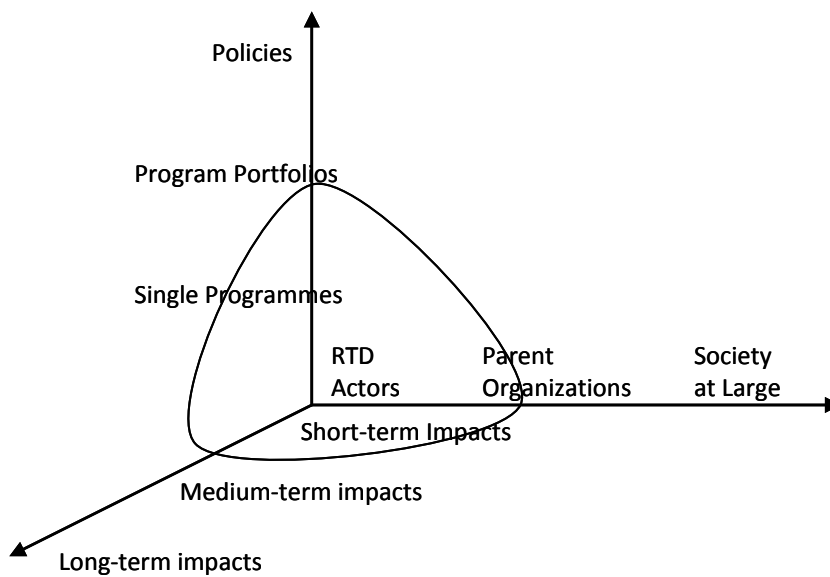 Policies
Program Portfolios
Single Programmes
RTD Actors
Parent Organizations
Society at Large
Short-term Impacts
Medium-term impacts
Long-term impacts